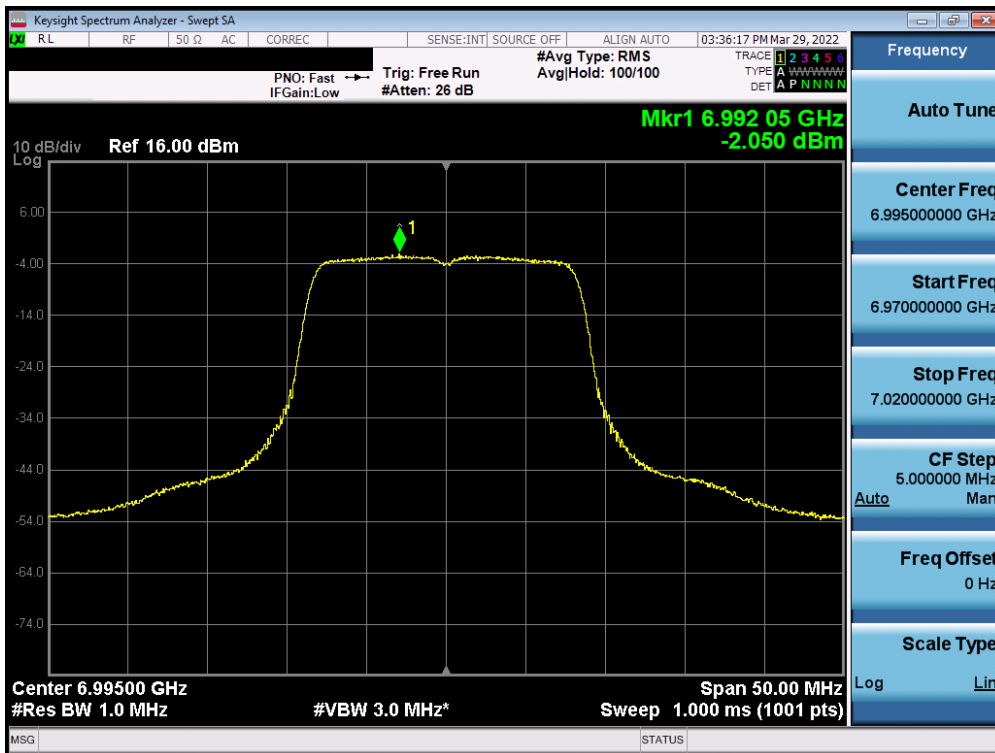 Keysight Spectrum Analyzer - Swept SA
LXI RL RF 50 Ω AC CORREC SENSE:INT SOURCE OFF ALIGN AUTO 03:36:17 PM Mar 29, 2022
PNO: Fast
IFGain:Low
Trig: Free Run
#Atten: 26 dB
#Avg Type: RMS
Avg|Hold: 100/100
TRACE 1 2 3 4 5 6
TYPE A WWWWW
DET A P N N N N
Mkr1 6.992 05 GHz
-2.050 dBm
10 dB/div Ref 16.00 dBm
Log
1
6.00
-4.00
-14.0
-24.0
-34.0
-44.0
-54.0
-64.0
-74.0
Center 6.99500 GHz Span 50.00 MHz
#Res BW 1.0 MHz #VBW 3.0 MHz* Sweep 1.000 ms (1001 pts)
MSG STATUS
Frequency
Auto Tune
Center Freq
6.995000000 GHz
Start Freq
6.970000000 GHz
Stop Freq
7.020000000 GHz
CF Step
5.000000 MHz
Auto Man
Freq Offset
0 Hz
Scale Type
Log Lin